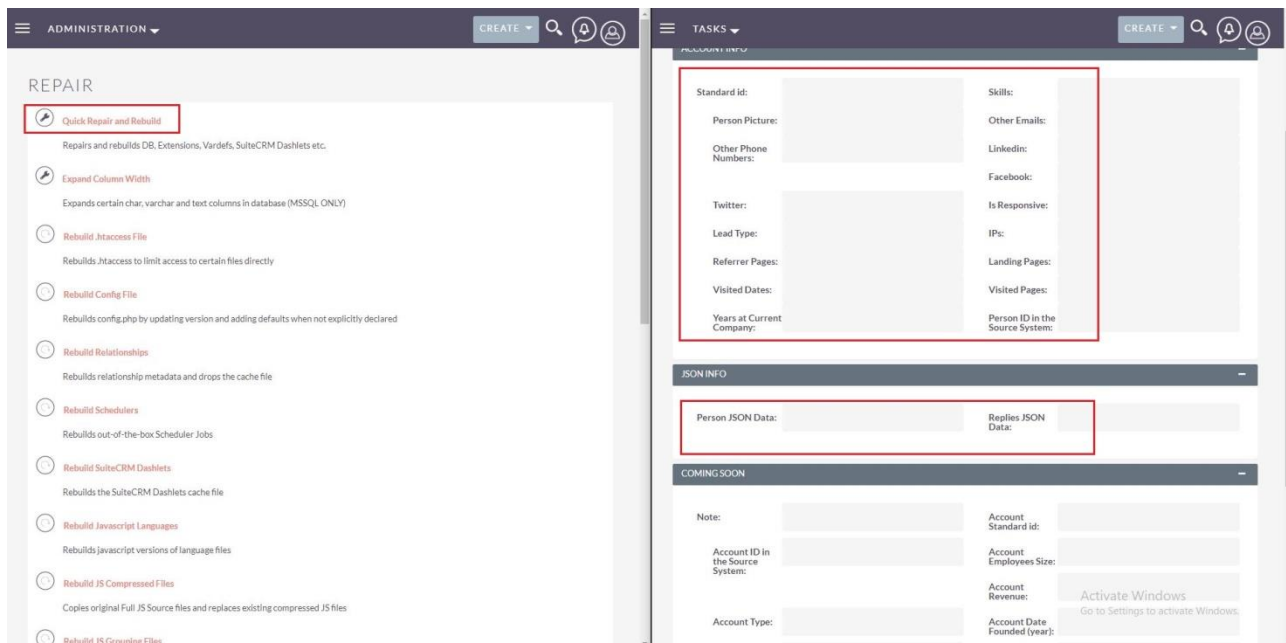 ADMINISTRATION
CREATE
REPAIR
Quick Repair and Rebuild
Repairs and rebuilds DB, Extensions, Vardefs, SuiteCRM Dashlets etc.
Expand Column Width
Expands certain char, varchar and text columns in database (MSSQL ONLY)
Rebuild .htaccess File
Rebuilds .htaccess to limit access to certain files directly
Rebuild Config File
Rebuilds config.php by updating version and adding defaults when not explicitly declared
Rebuild Relationships
Rebuilds relationship metadata and drops the cache file
Rebuild Schedulers
Rebuilds out-of-the-box Scheduler Jobs
Rebuild SuiteCRM Dashlets
Rebuilds the SuiteCRM Dashlets cache file
Rebuild Javascript Languages
Rebuilds javascript versions of language files
Rebuild JS Compressed Files
Copies original Full JS Source files and replaces existing compressed JS files
Rebuild JS Grouping Files
TASKS
CREATE
ACCOUNT INFO
Standard id:
Skills:
Person Picture:
Other Emails:
Other Phone
Numbers:
Linkedin:
Facebook:
Twitter:
Is Responsive:
Lead Type:
IPs:
Referrer Pages:
Landing Pages:
Visited Dates:
Visited Pages:
Years at Current
Company:
Person ID in the
Source System:
JSON INFO
Person JSON Data:
Replies JSON
Data:
COMING SOON
Note:
Account
Standard id:
Account ID in
the Source
System:
Account
Employees Size:
Account
Revenue:
Account Type:
Account Date
Founded (year):
Activate Windows
Go to Settings to activate Windows.